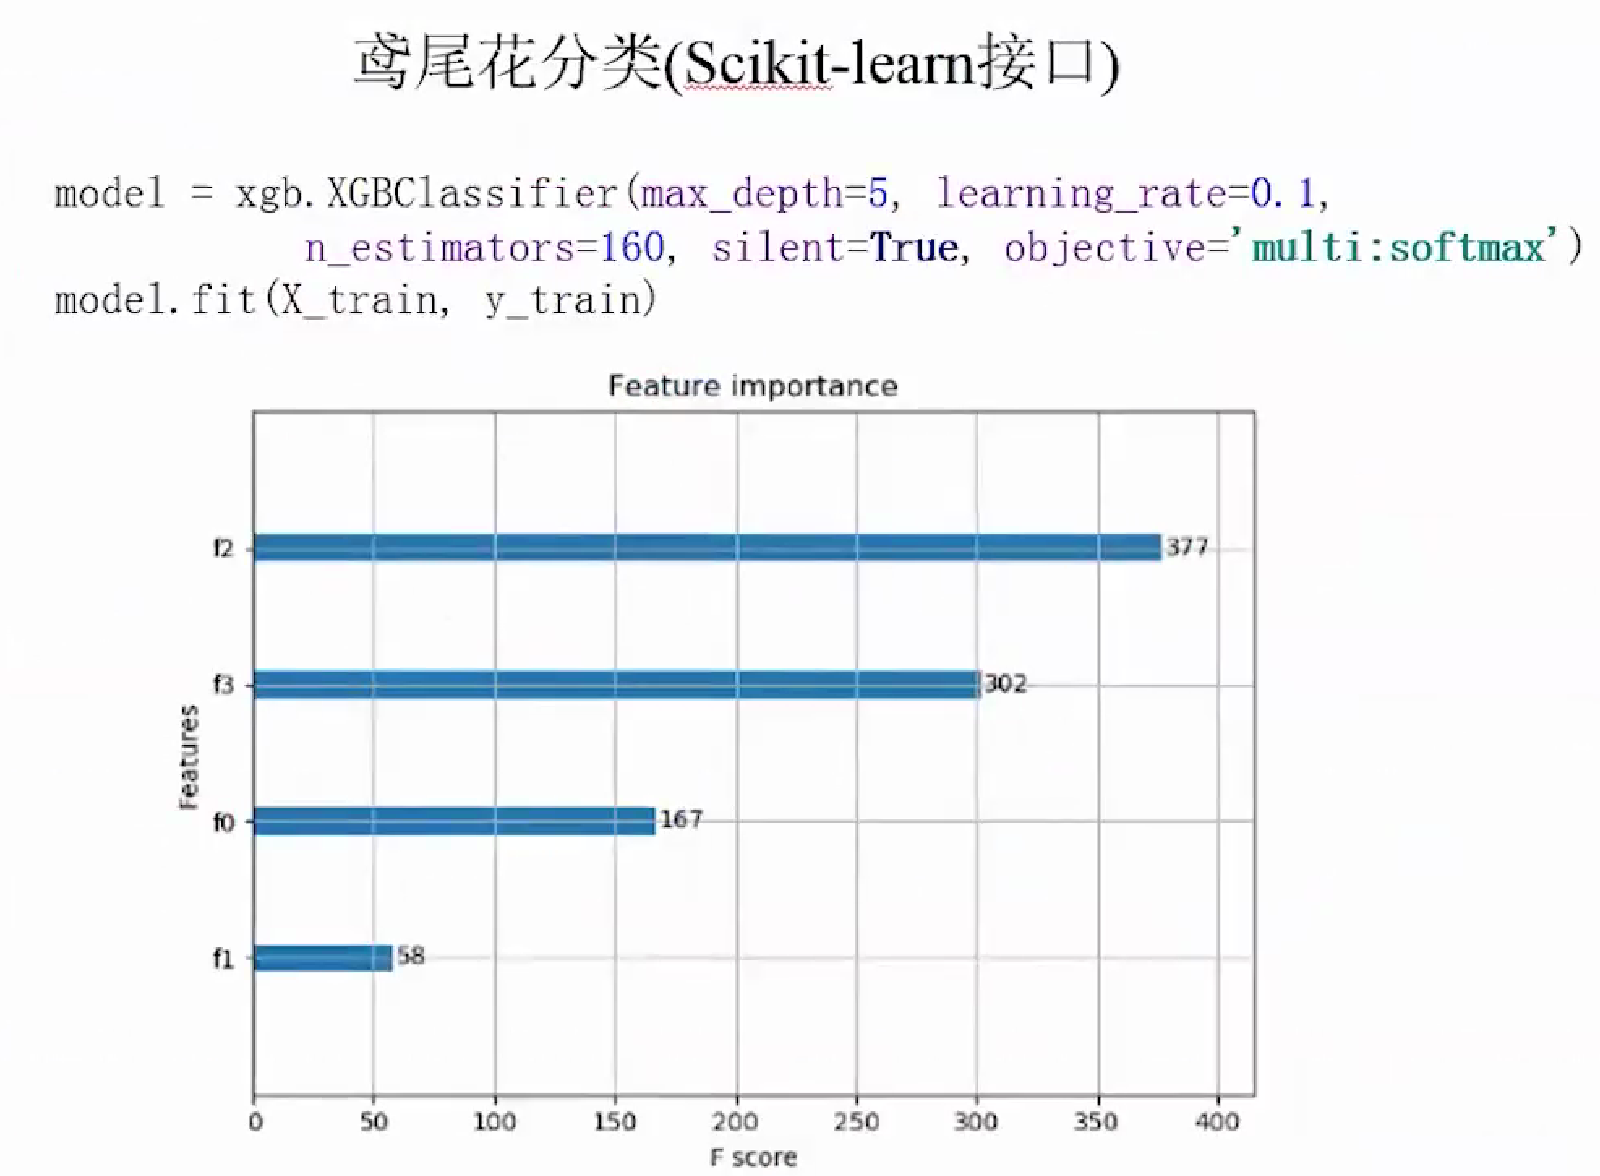 鸢尾花分类(Scikit-learn接口)
model = xgb.XGBClassifier(max_depth=5, learning_rate=0.1,
n_estimators=160, silent=True, objective='multi:softmax')
model.fit(X_train, y_train)
Feature importance
f2
377
f3
302
Features
f0
167
f1
58
0 50 100 150 200 250 300 350 400
F score